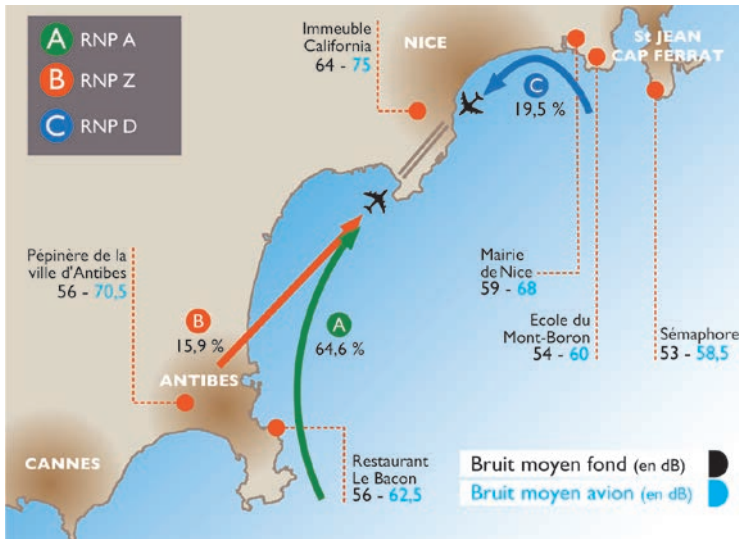 A RNP A
B RNP Z
C RNP D
Immeuble
California
64 - 75
NICE
St JEAN
CAP FERRAT
C
19,5 %
Pépinère de la
ville d'Antibes
56 - 70,5
B
15,9 %
A
64,6 %
Mairie
de Nice
59 - 68
Ecole du
Mont-Boron
54 - 60
Sémaphore
53 - 58,5
ANTIBES
CANNES
Restaurant
Le Bacon
56 - 62,5
Bruit moyen fond (en dB)
Bruit moyen avion (en dB)